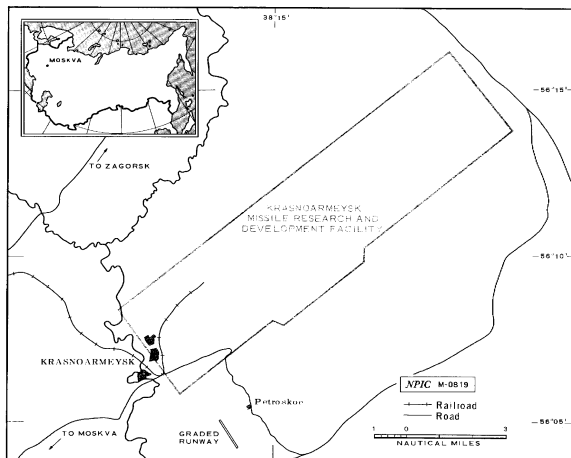 38°15'
MOSKVA
56°15'
TO ZAGORSK
KRASNOARMEYSK
MISSILE RESEARCH AND
DEVELOPMENT FACILITY
56°10'
KRASNOARMEYSK
NPIC M-0819
Railroad
Road
Petroskoe
56°05'
TO MOSKVA
GRADED
RUNWAY
1 0 3
NAUTICAL MILES